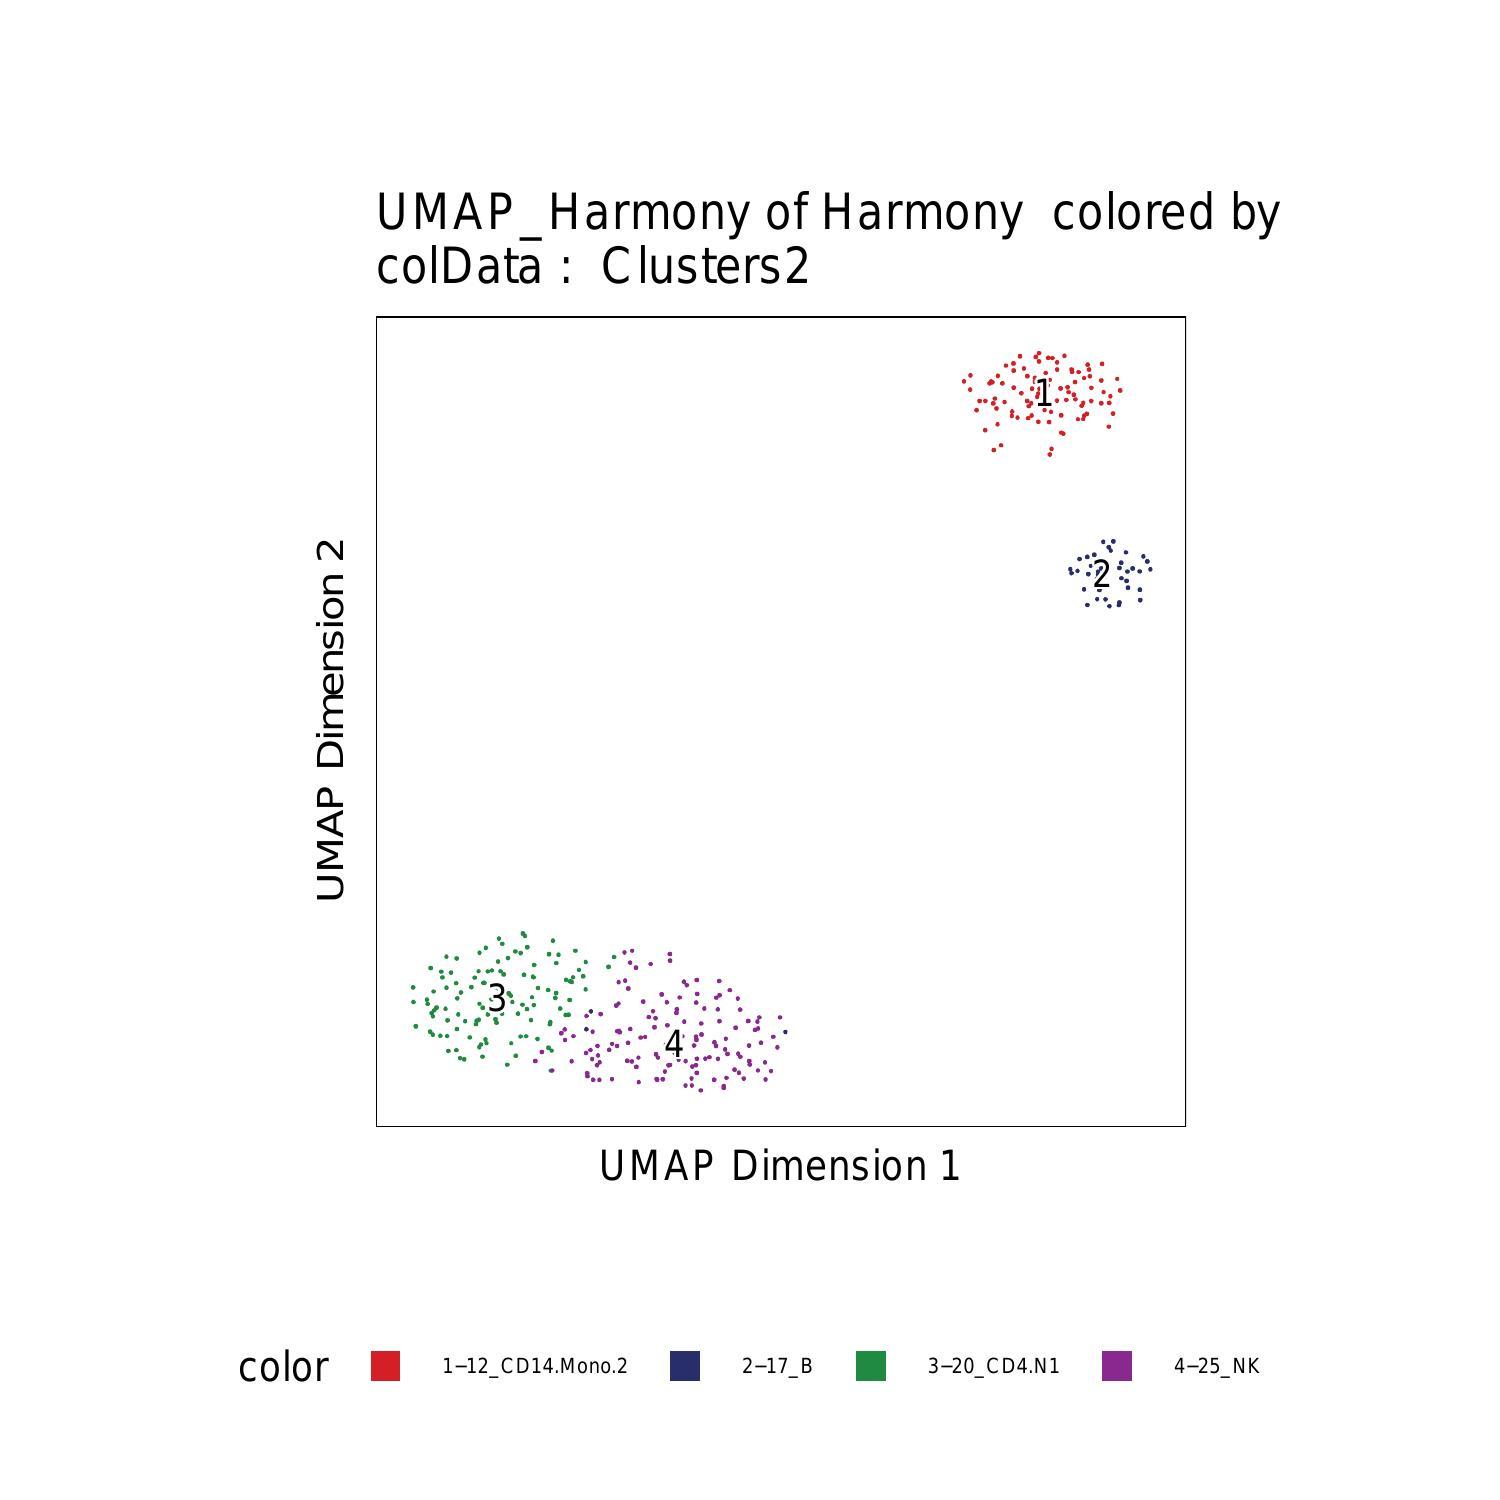 UMAP_Harmony of Harmony  colored by
colData :  Clusters2
1
2
UMAP Dimension 2
3
4
UMAP Dimension 1
color 1−12_CD14.Mono.2 2−17_B 3−20_CD4.N1 4−25_NK